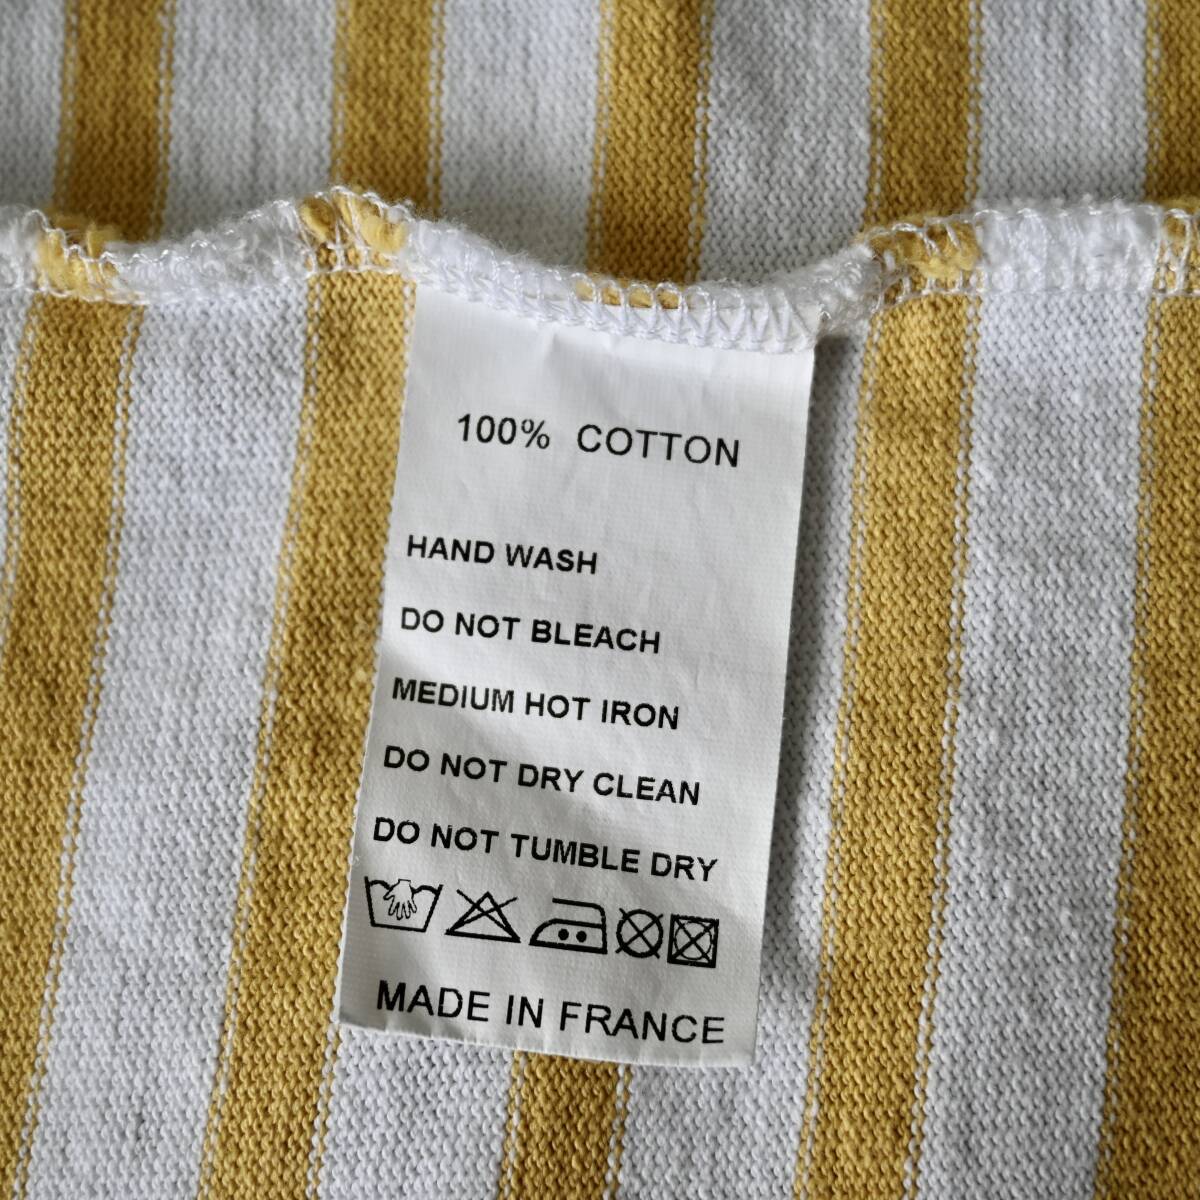 100% COTTON
HAND WASH
DO NOT BLEACH
MEDIUM HOT IRON
DO NOT DRY CLEAN
DO NOT TUMBLE DRY
MADE IN FRANCE